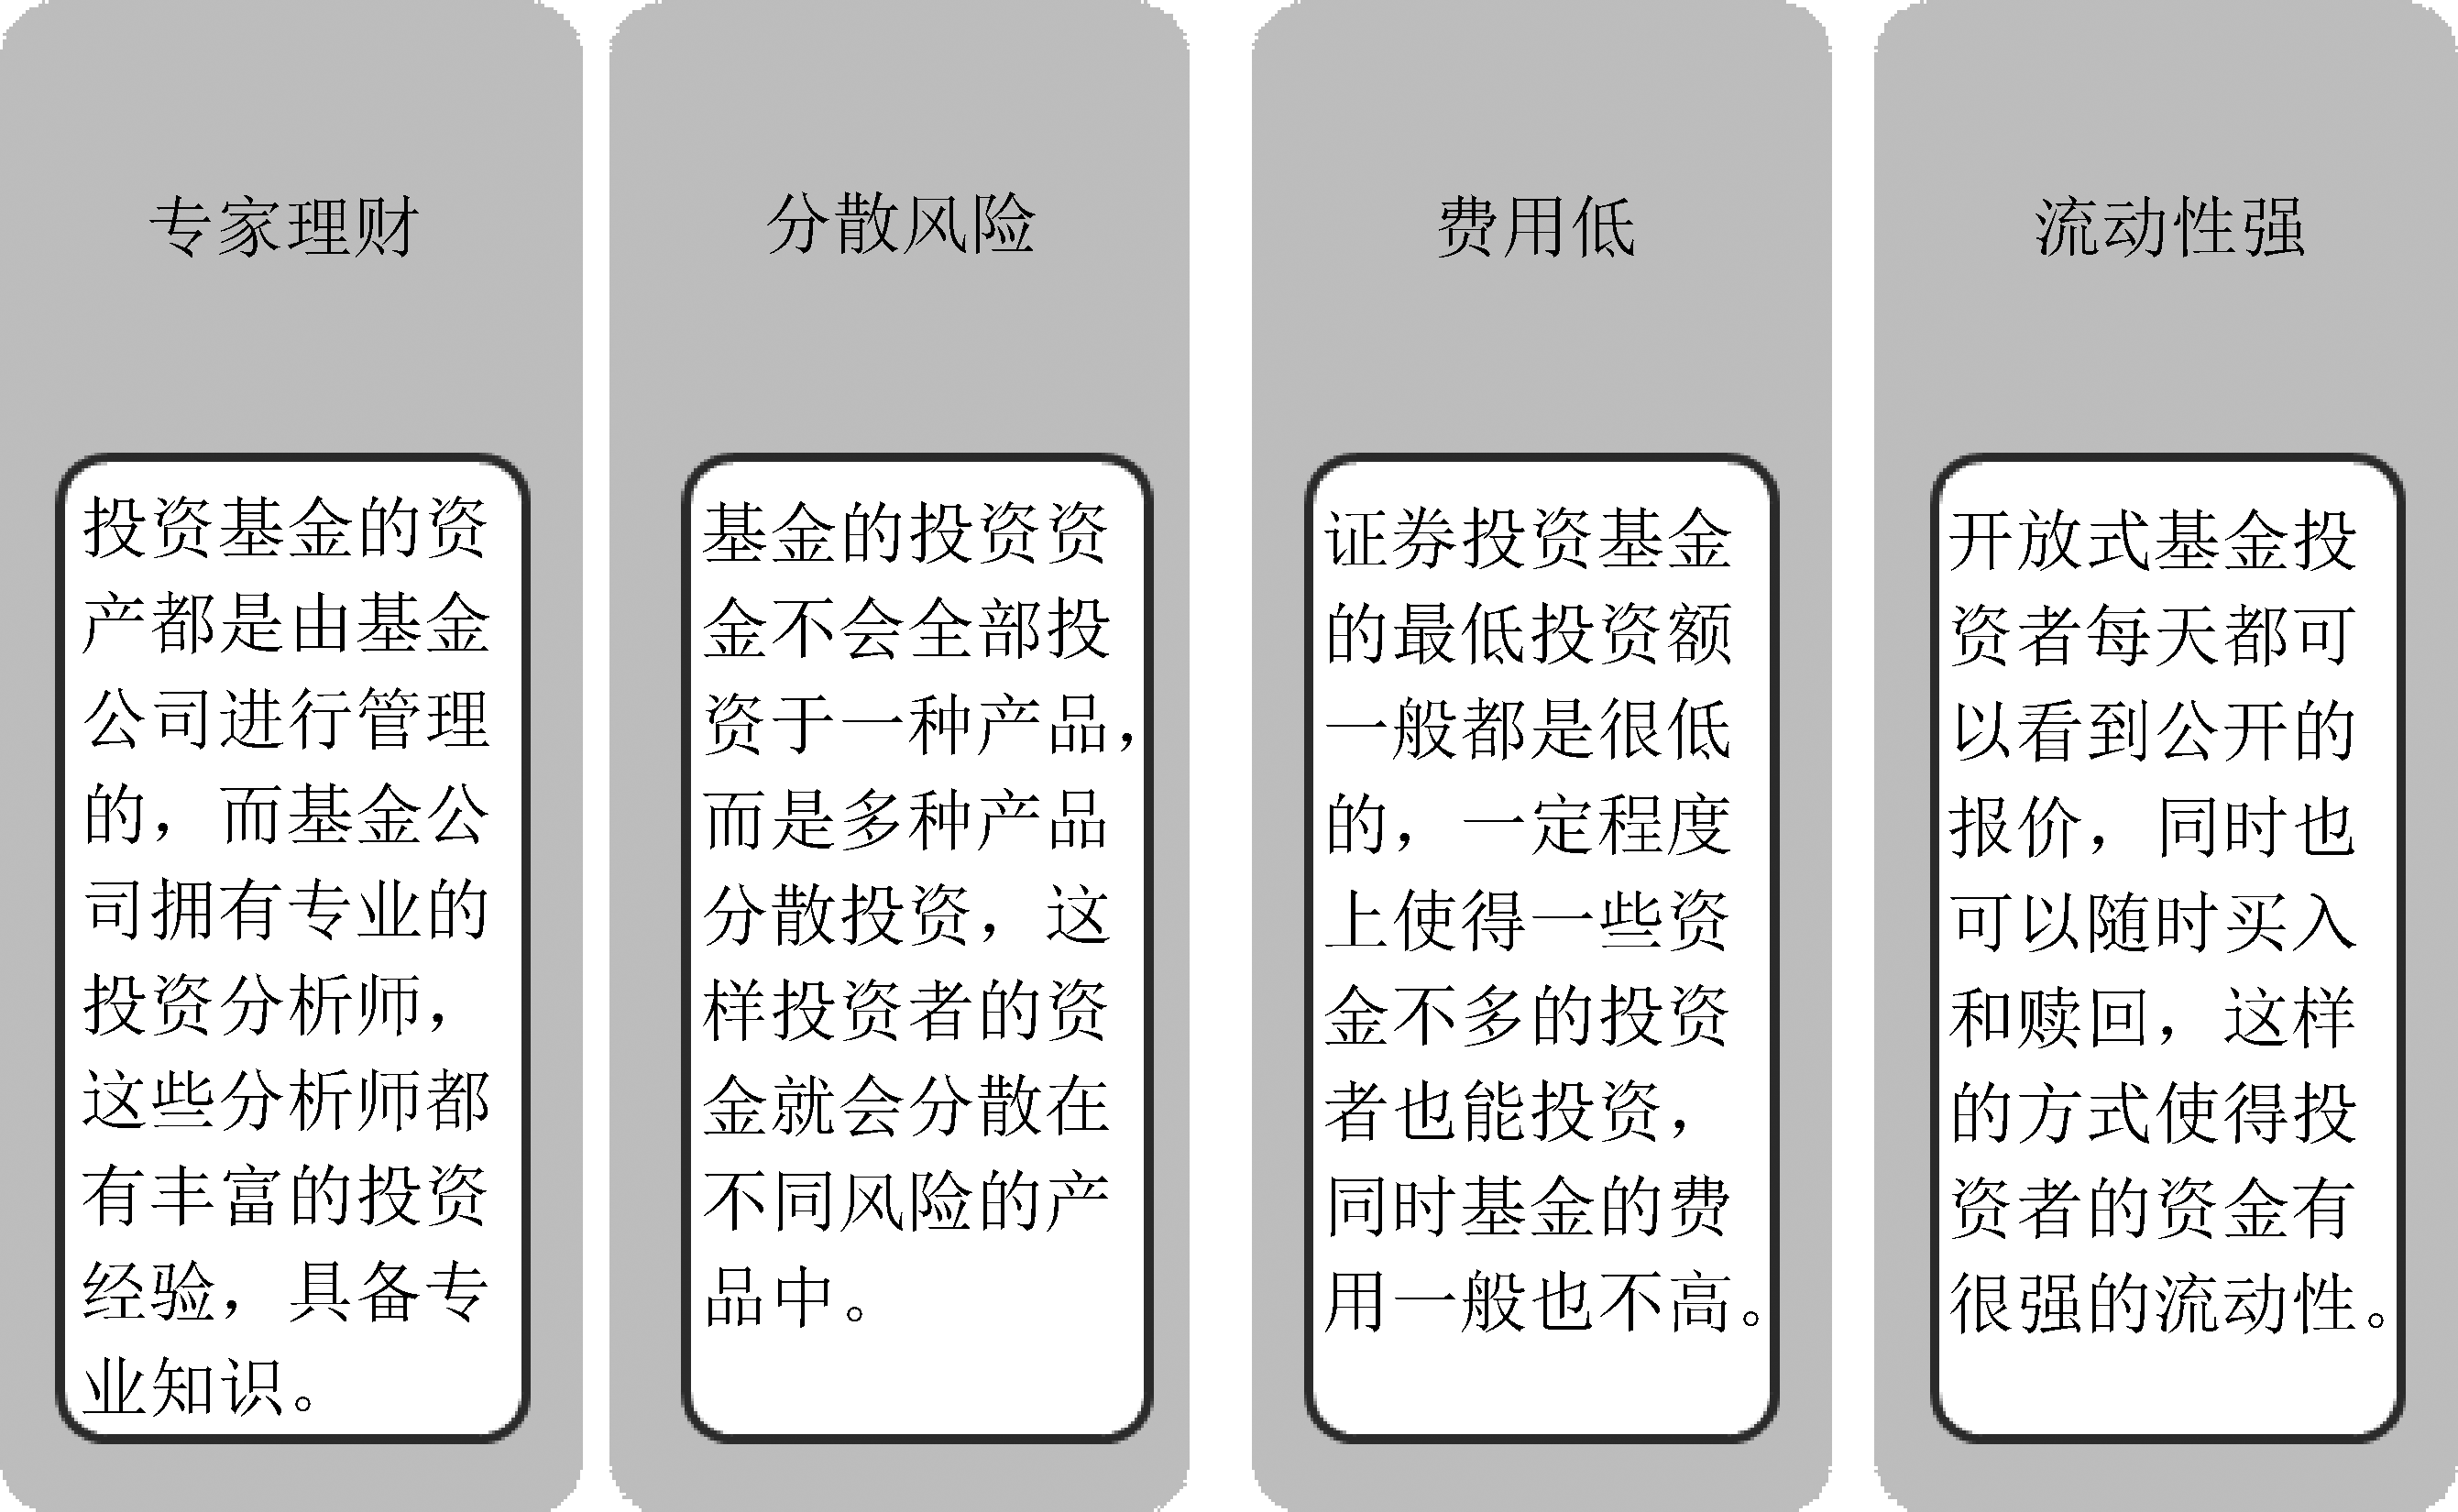 专家理财
投资基金的资
产都是由基金
公司进行管理
的，而基金公
司拥有专业的
投资分析师，
这些分析师都
有丰富的投资
经验，具备专
业知识。
分散风险
基金的投资资
金不会全部投
资于一种产品，
而是多种产品
分散投资，这
样投资者的资
金就会分散在
不同风险的产
品中。
费用低
证券投资基金
的最低投资额
一般都是很低
的，一定程度
上使得一些资
金不多的投资
者也能投资，
同时基金的费
用一般也不高。
流动性强
开放式基金投
资者每天都可
以看到公开的
报价，同时也
可以随时买入
和赎回，这样
的方式使得投
资者的资金有
很强的流动性。